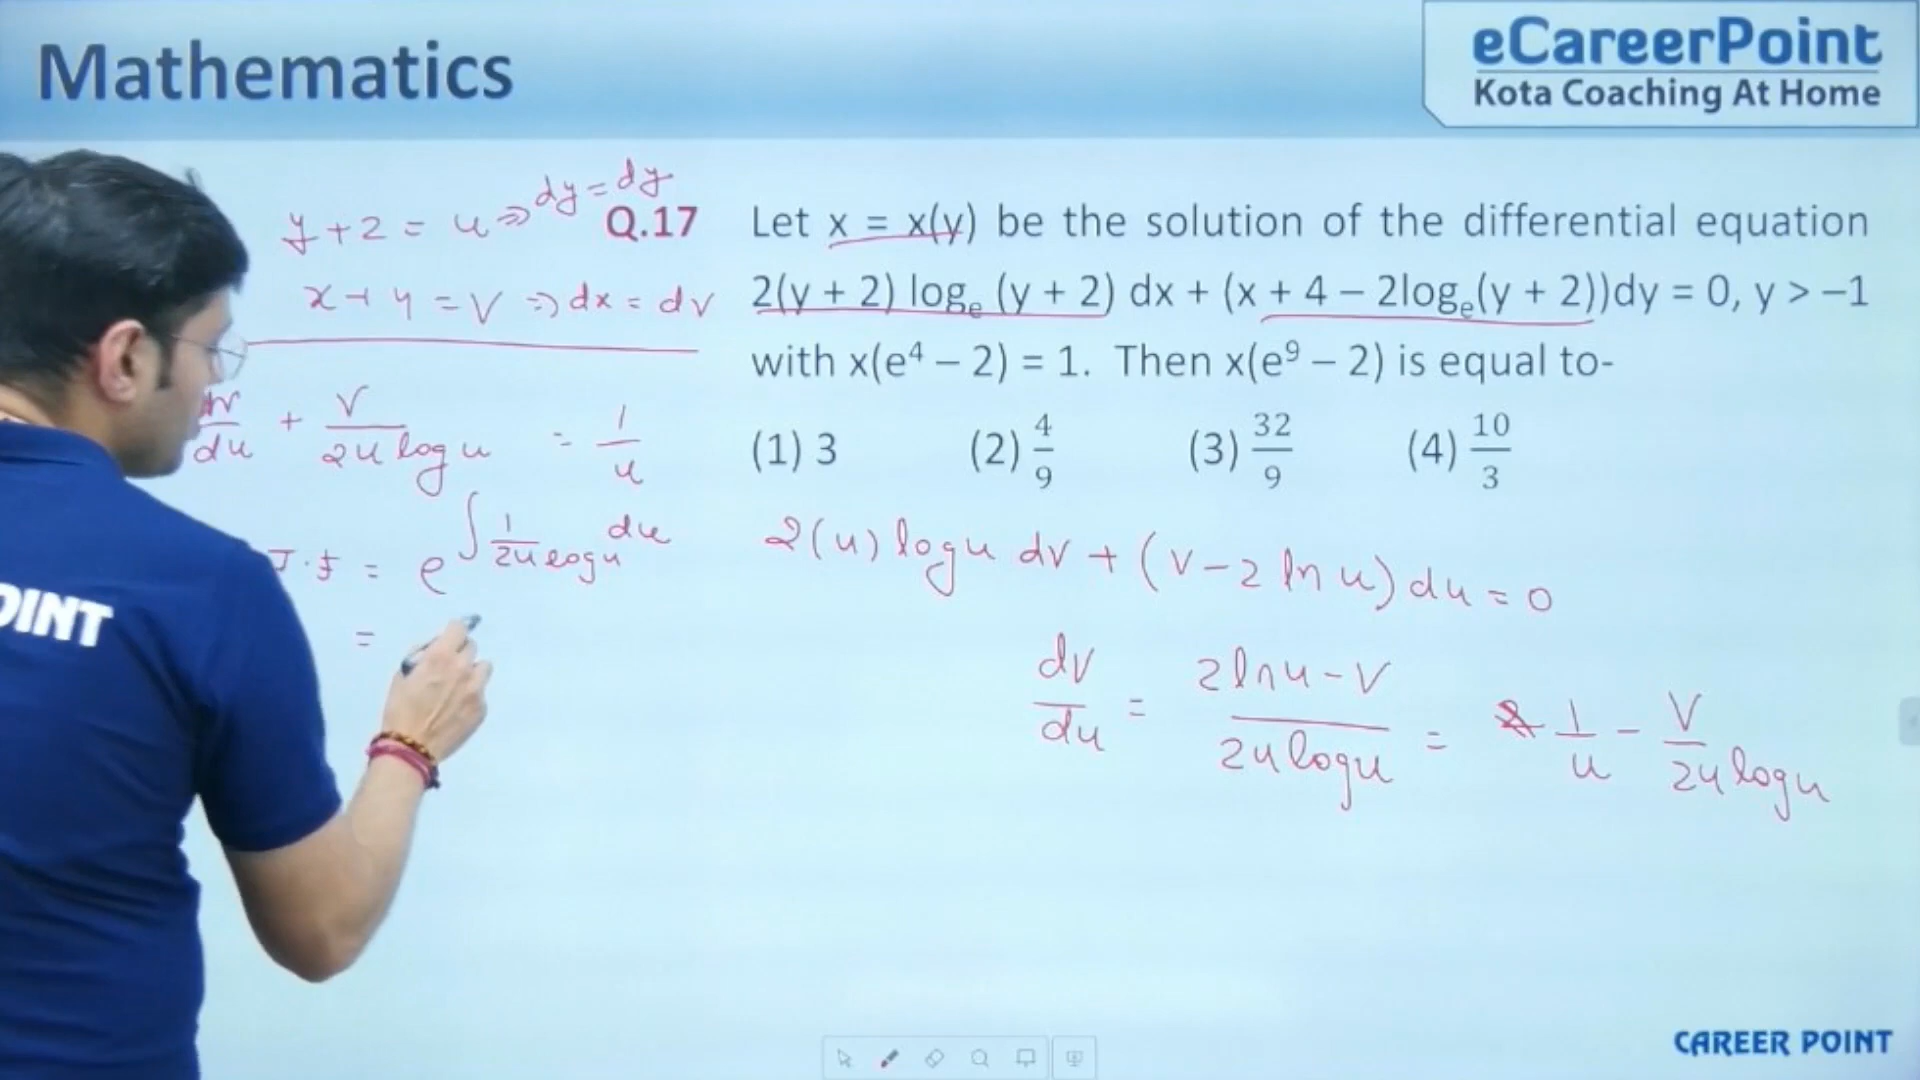 Mathematics
eCareerPoint
Kota Coaching At Home
y + 2 = u ⇒ dy = dy
x + 4 = V ⇒ dx = dv
Q.17 Let x = x(y) be the solution of the differential equation
2(y + 2) logₑ (y + 2) dx + (x + 4 – 2logₑ(y + 2))dy = 0, y > –1
with x(e⁴ – 2) = 1. Then x(e⁹ – 2) is equal to-
(1) 3 (2) 4/9 (3) 32/9 (4) 10/3
dv/du + V/(2u log u) = 1/u
I.F = e^∫ 1/(2u log u) du
=
2(u) log u dv + (v – 2 ln u) du = 0
dv/du = (2 ln u – V)/(2u log u) = 1/u – V/(2u log u)
OINT
CAREER POINT